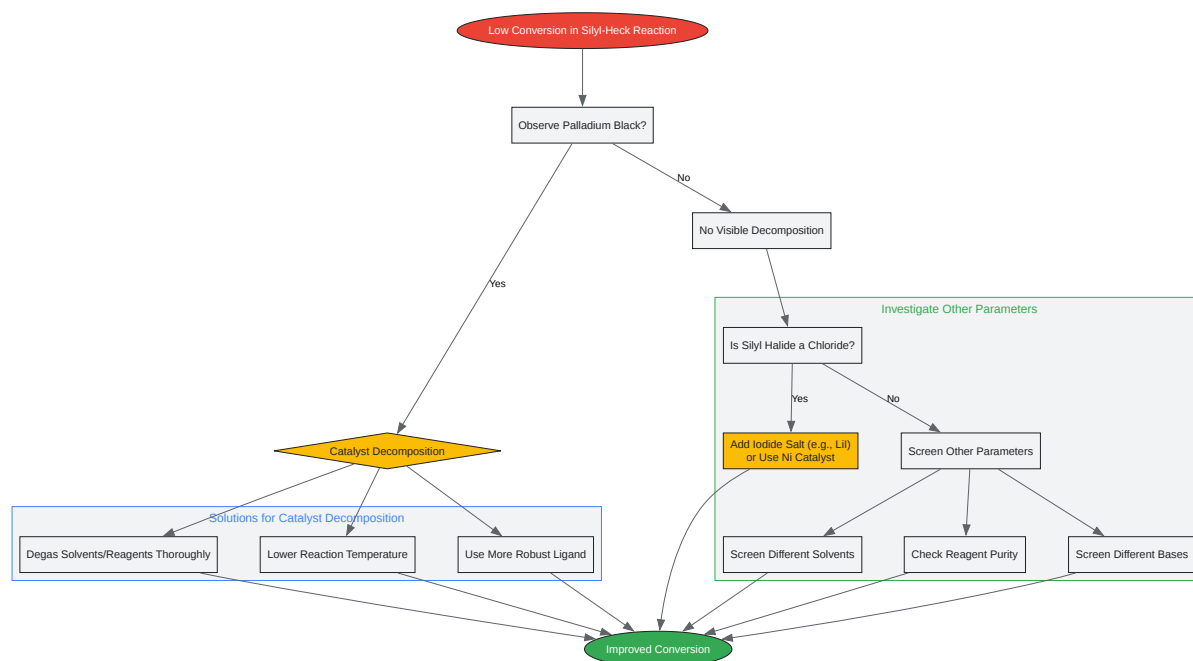 Low Conversion in Silyl-Heck Reaction
Observe Palladium Black?
No
No Visible Decomposition
Yes
Investigate Other Parameters
Is Silyl Halide a Chloride?
Yes
No
Catalyst Decomposition
Add Iodide Salt (e.g., LiI)
or Use Ni Catalyst
Screen Other Parameters
Solutions for Catalyst Decomposition
Degas Solvents/Reagents Thoroughly
Lower Reaction Temperature
Use More Robust Ligand
Screen Different Solvents
Check Reagent Purity
Screen Different Bases
Improved Conversion